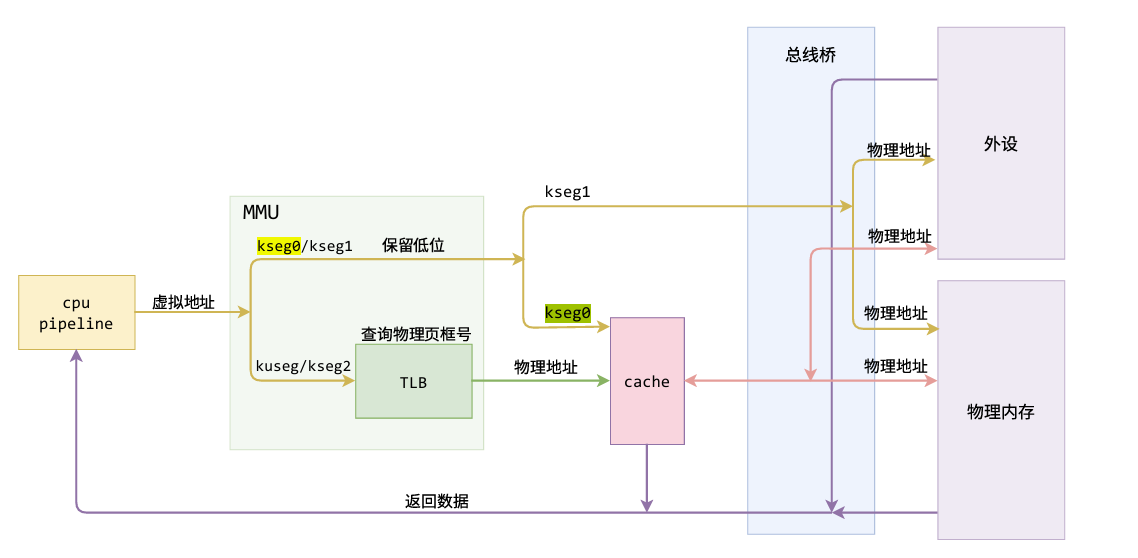 总线桥
外设
物理地址
kseg1
MMU
kseg0/kseg1
保留低位
物理地址
cpu
pipeline
虚拟地址
kseg0
物理地址
查询物理页框号
kuseg/kseg2
TLB
物理地址
cache
物理地址
物理内存
返回数据